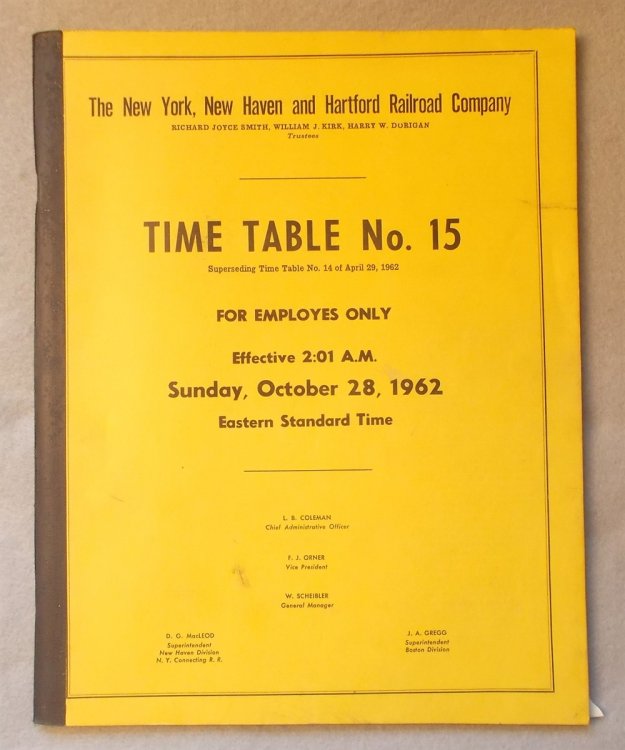 The New York, New Haven and Hartford Railroad Company
RICHARD JOYCE SMITH, WILLIAM J. KIRK, HARRY W. DORIGAN
Trustees
TIME TABLE No. 15
Superseding Time Table No. 14 of April 29, 1962
FOR EMPLOYES ONLY
Effective 2:01 A.M.
Sunday, October 28, 1962
Eastern Standard Time
L. B. COLEMAN
Chief Administrative Officer
F. J. ORNER
Vice President
W. SCHEIBLER
General Manager
D. G. MacLEOD
Superintendent
New Haven Division
N. Y. Connecting R. R.
J. A. GREGG
Superintendent
Boston Division